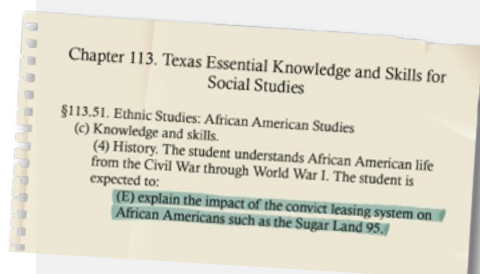 Chapter 113. Texas Essential Knowledge and Skills for
Social Studies
§113.51. Ethnic Studies: African American Studies
(c) Knowledge and skills.
(4) History. The student understands African American life
from the Civil War through World War I. The student is
expected to:
(E) explain the impact of the convict leasing system on
African Americans such as the Sugar Land 95.